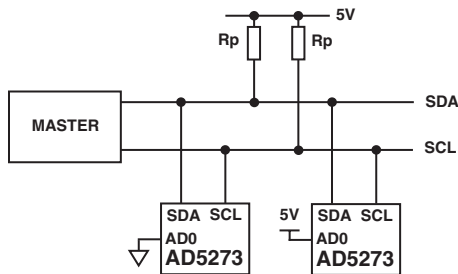 5V
Rp Rp
SDA
MASTER
SCL
SDA SCL
AD0
AD5273
5V
SDA SCL
AD0
AD5273